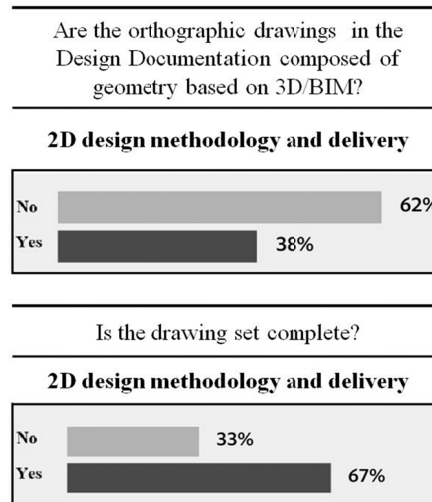 Are the orthographic drawings in the
Design Documentation composed of
geometry based on 3D/BIM?
2D design methodology and delivery
No 62%
Yes 38%
Is the drawing set complete?
2D design methodology and delivery
No 33%
Yes 67%